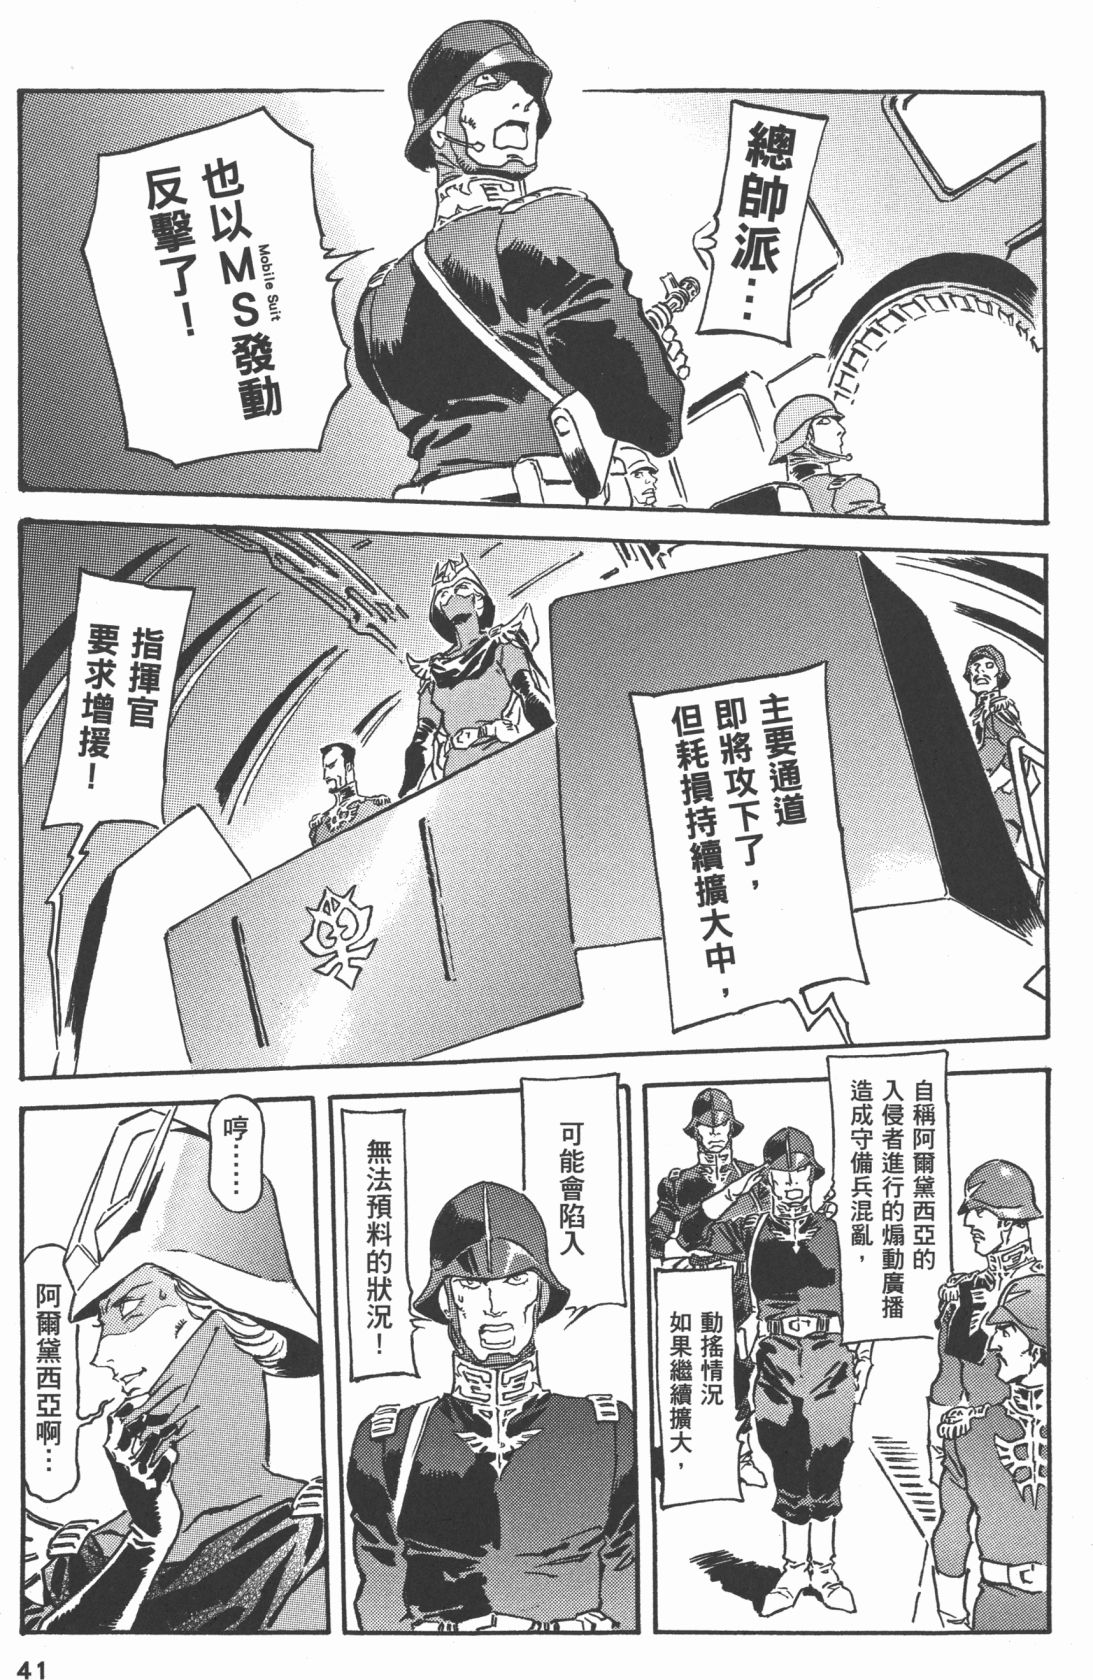 總帥派…
也以MS發動
Mobile Suit
反擊了！
主要通道
即將攻下了，
但耗損持續擴大中，
指揮官
要求增援！
自稱阿爾黛西亞的
入侵者進行的煽動廣播
造成守備兵混亂，
動搖情況
如果繼續擴大，
可能會陷入
無法預料的狀況！
哼……
阿爾黛西亞啊…
41